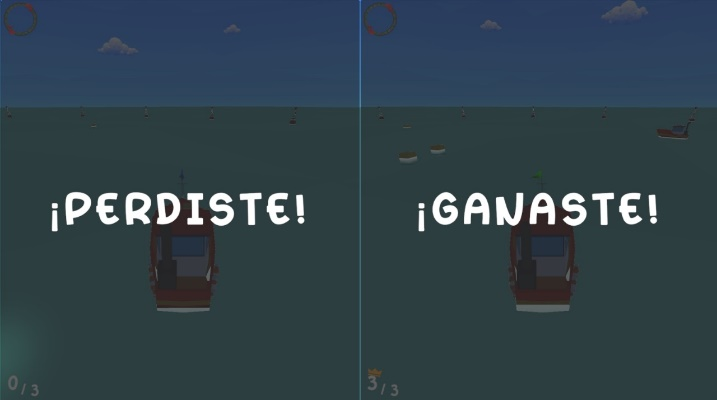 ¡PERDISTE!
¡GANASTE!
0/3
3/3